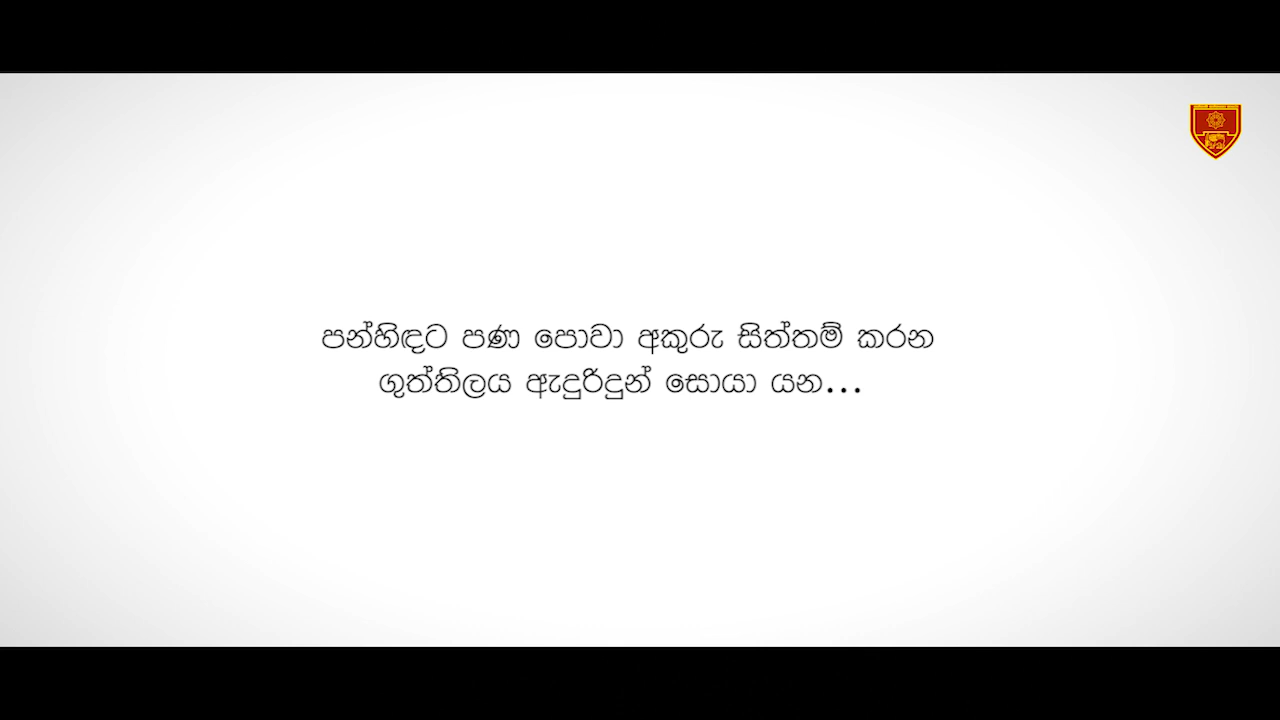 පන්හිඳට පණ පොවා අකුරු සිත්තම් කරන
ගුත්තිලය ඇදුරිඳුන් සොයා යන...